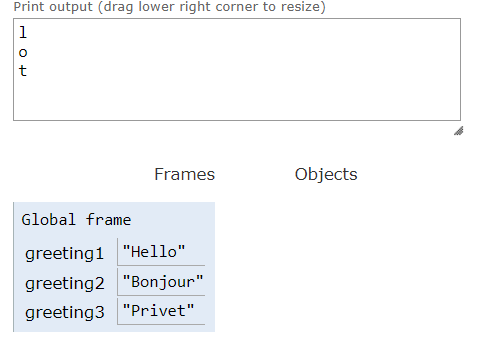 Print output (drag lower right corner to resize)
l
o
t
Frames Objects
Global frame
greeting1 "Hello"
greeting2 "Bonjour"
greeting3 "Privet"